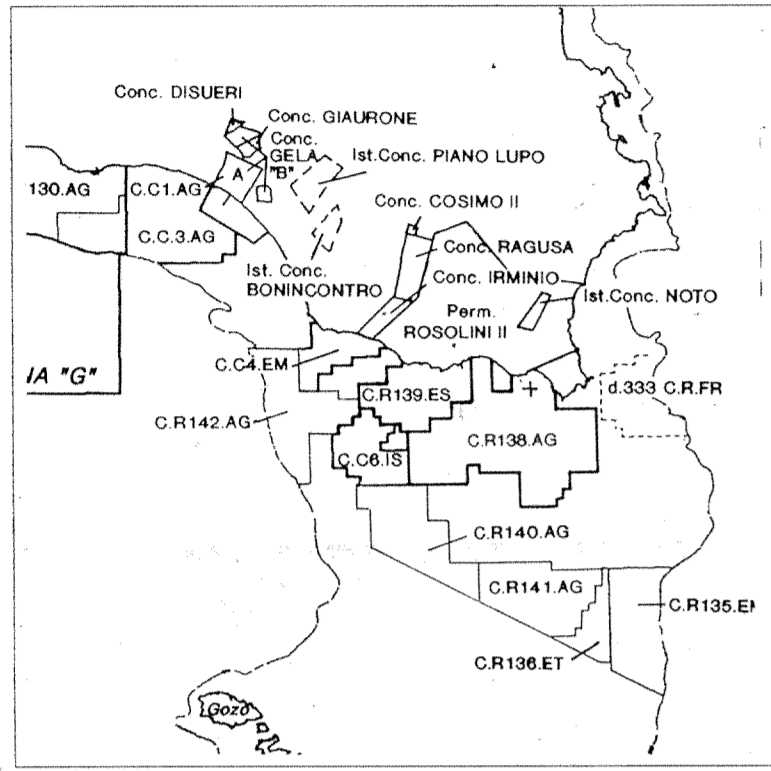 Conc. DISUERI
Conc. GIAURONE
Conc.
GELA
"B"
Ist.Conc. PIANO LUPO
130.AG
C.C1.AG
A
C.C.3.AG
Conc. COSIMO II
Conc. RAGUSA
Ist. Conc.
BONINCONTRO
Conc. IRMINIO
Ist.Conc. NOTO
Perm.
ROSOLINI II
C.C4.EM
IA "G"
C.R139.ES
d.333 C.R.FR
C.R142.AG
C.R138.AG
C.C6.IS
C.R140.AG
C.R141.AG
C.R135.E
C.R136.ET
Gozo